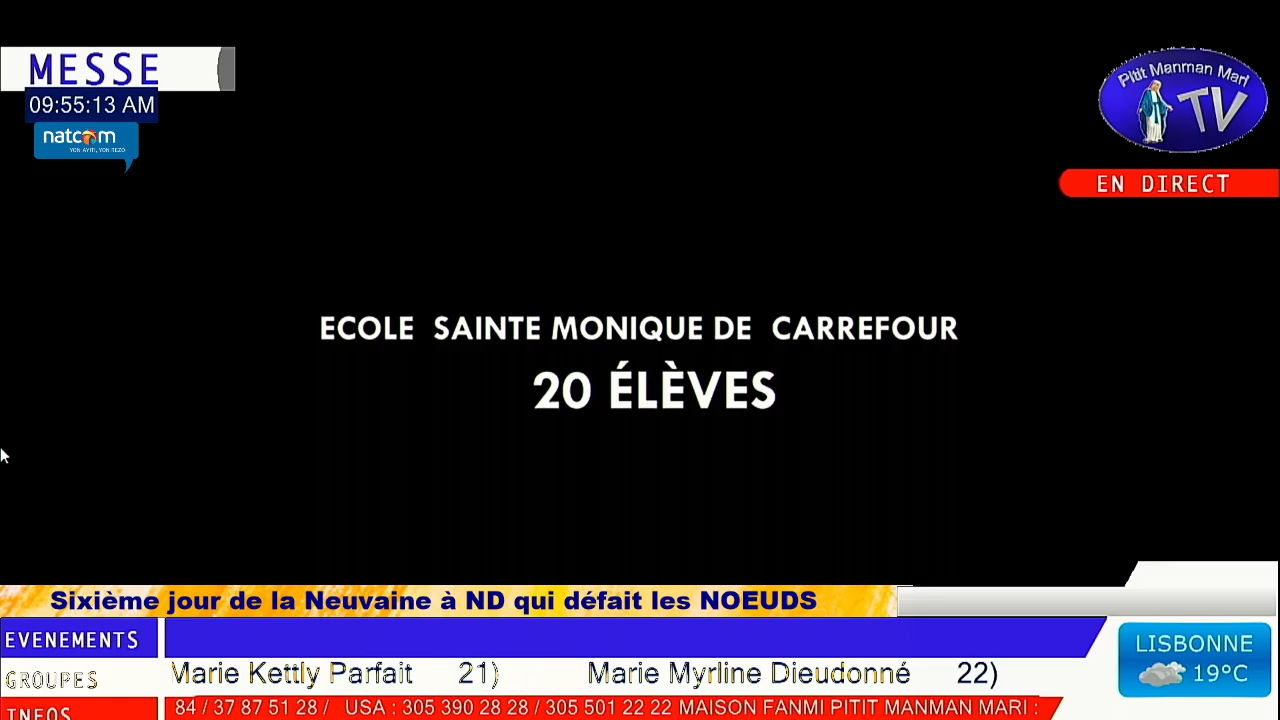 MESSE
09:55:13 AM
natcom
YON AYITI, YON REZO
Pitit Manman Mari
TV
EN DIRECT
ECOLE SAINTE MONIQUE DE CARREFOUR
20 ÉLÈVES
Sixième jour de la Neuvaine à ND qui défait les NOEUDS
EVENEMENTS
GROUPES
Marie Kettly Parfait 21) Marie Myrline Dieudonné 22)
INFOS
84 / 37 87 51 28 / USA : 305 390 28 28 / 305 501 22 22 MAISON FANMI PITIT MANMAN MARI :
LISBONNE
19°C